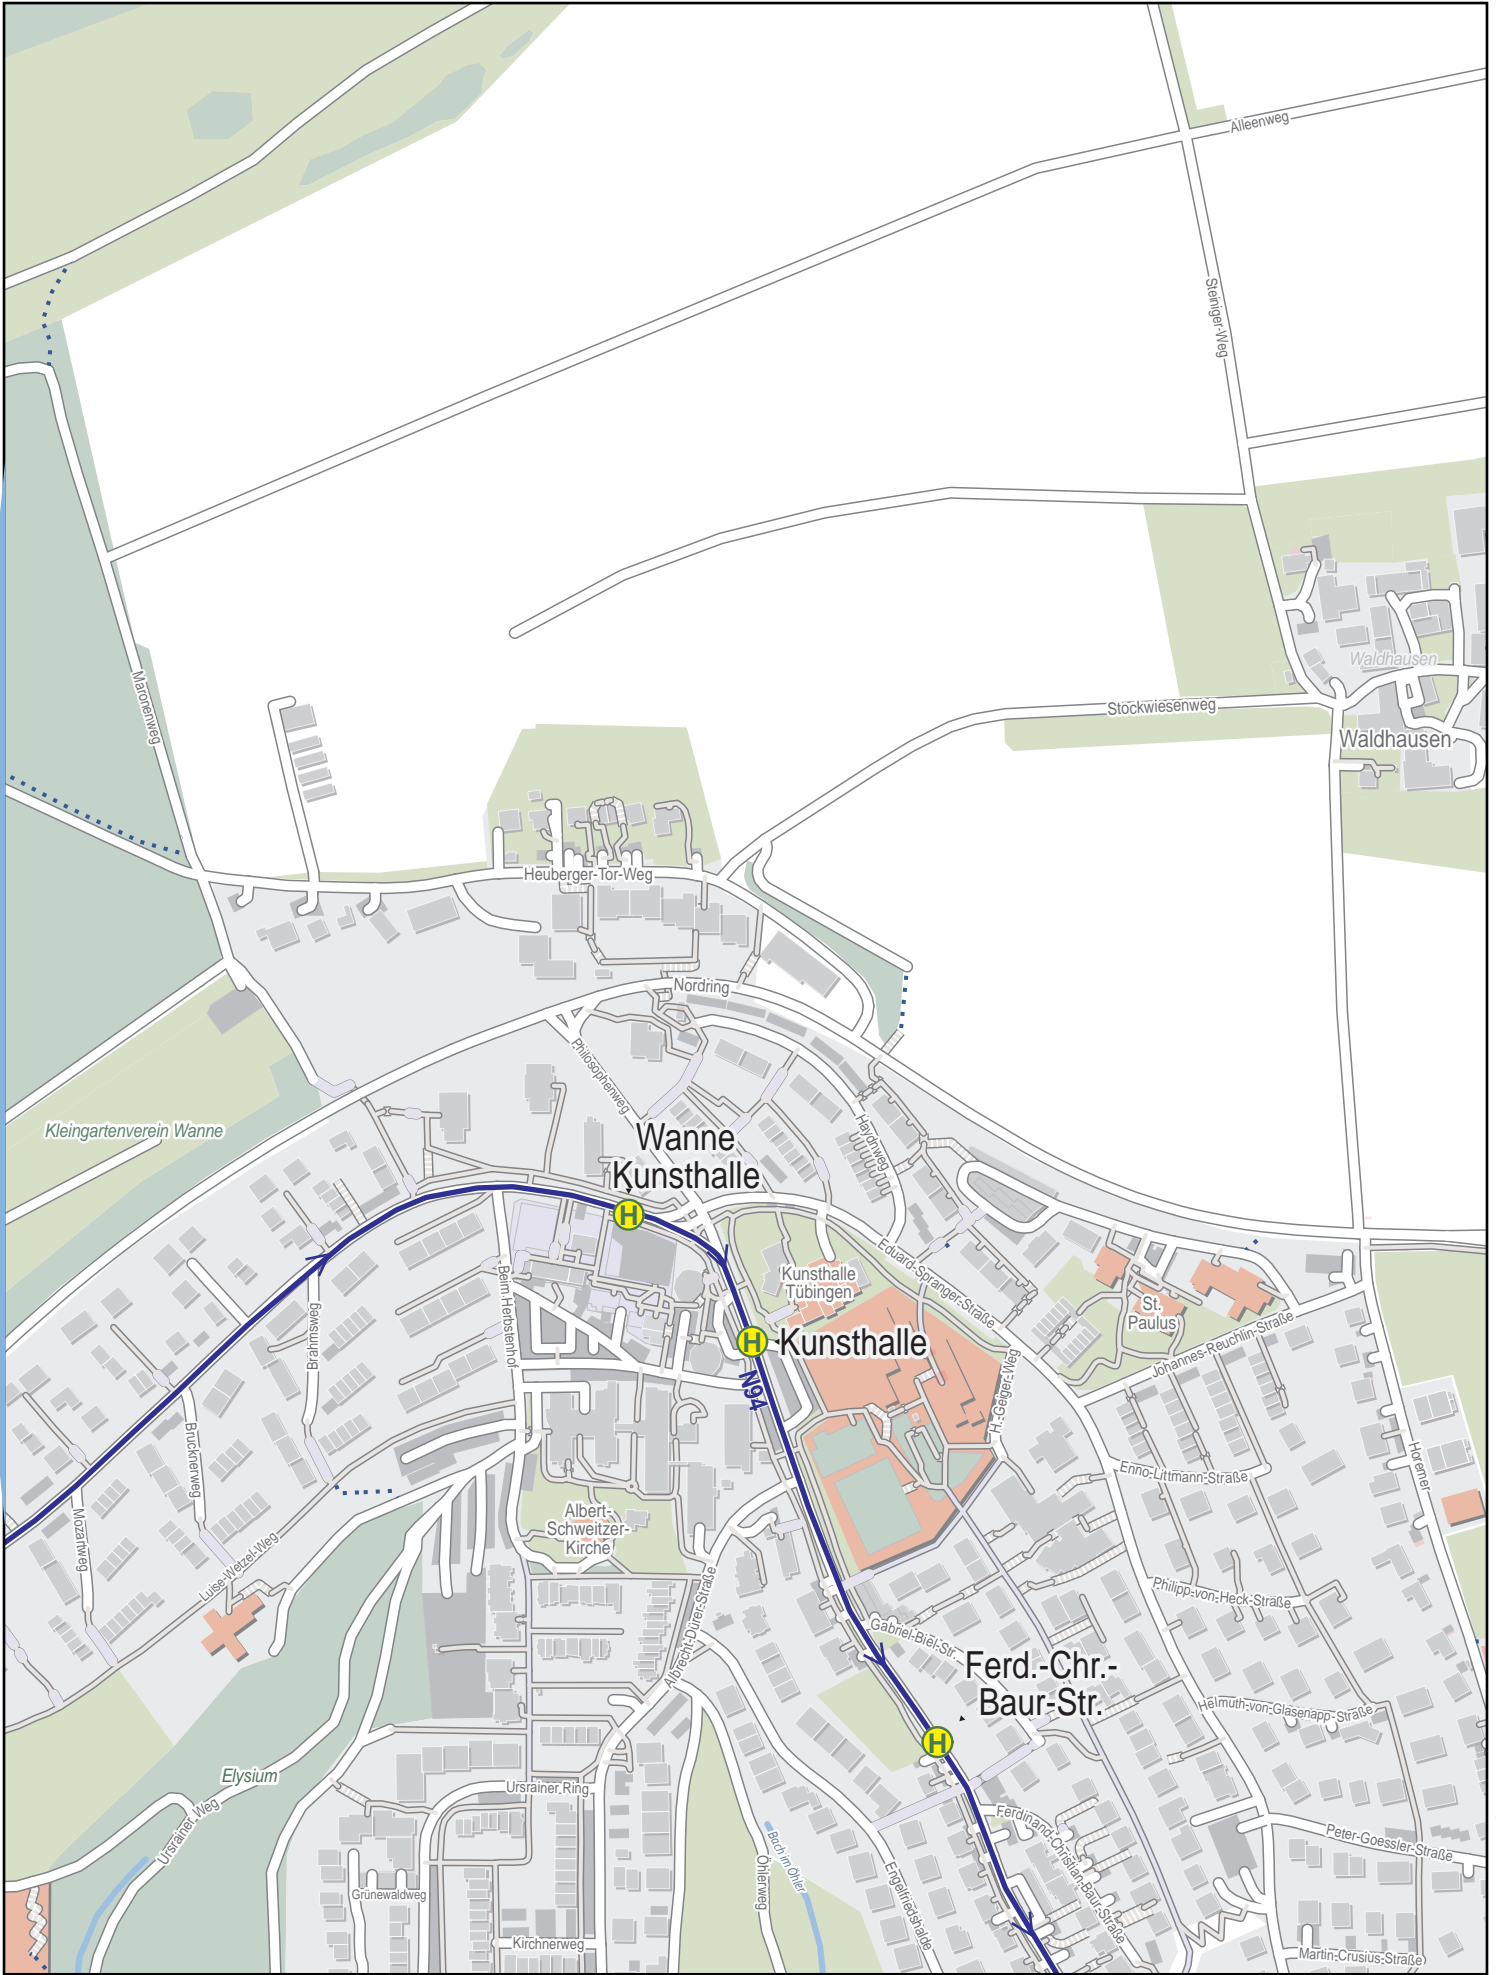 Alleenweg
Steiniger-Weg
Maronenweg
Waldhausen
Stockwiesenweg
Waldhausen
Heuberger-Tor-Weg
Nordring
Philosophenweg
Kleingartenverein Wanne
Haydnweg
Wanne
Kunsthalle
H
Eduard-Spranger-Straße
Kunsthalle
Tübingen
Beim Herbstenhof
St.
Paulus
Brahmsweg
H
Kunsthalle
Johannes-Reuchlin-Straße
N94
H.-Geiger-Weg
Brucknerweg
Horemer
Enno-Littmann-Straße
Mozartweg
Albert-
Schweitzer-
Kirche
Luise-Wetzel-Weg
Philipp-von-Heck-Straße
Albrecht-Dürer-Straße
Gabriel-Biel-Str.
Ferd.-Chr.-
Baur-Str.
Helmuth-von-Glasenapp-Straße
H
Elysium
Ursrainer Ring
Ursrainer Weg
Ferdinand-Christian-Baur-Straße
Peter-Goessler-Straße
Bach im Öhler
Öhlerweg
Engelfriedshalde
Grünewaldweg
Kirchnerweg
Martin-Crusius-Straße